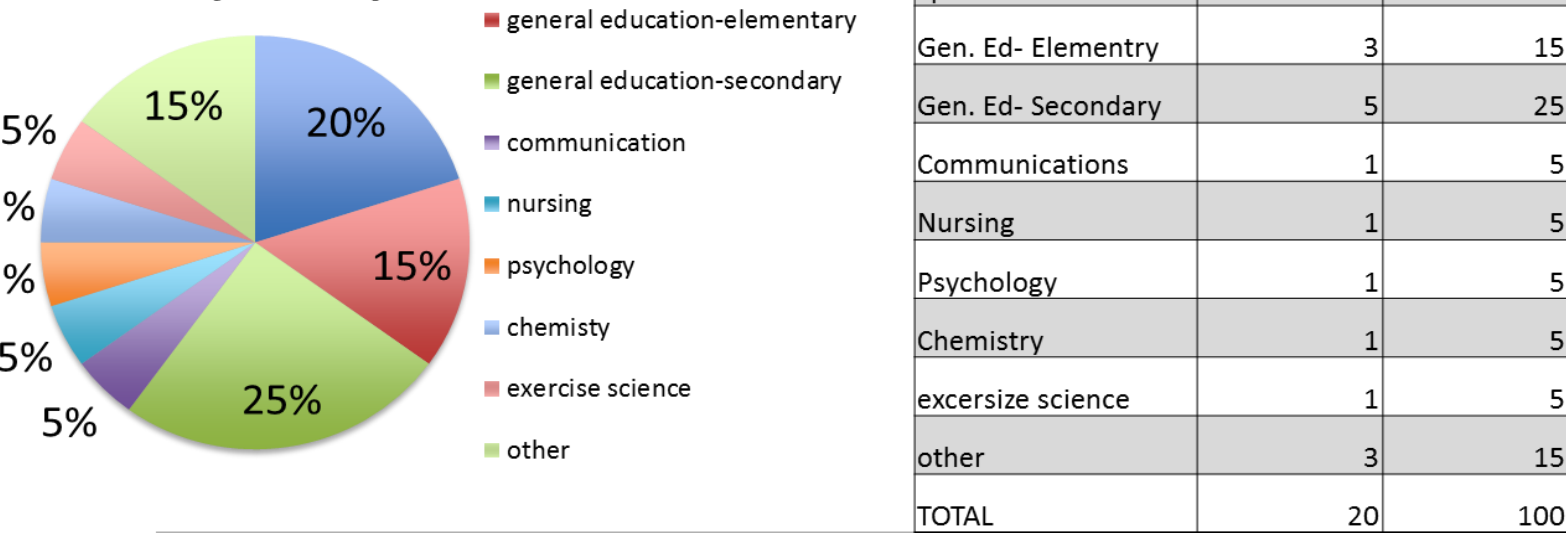 general education-elementary
general education-secondary
communication
nursing
psychology
chemisty
exercise science
other
20%
15%
25%
5%
5%
%
%
5%
15%
Gen. Ed- Elementry 3 15
Gen. Ed- Secondary 5 25
Communications 1 5
Nursing 1 5
Psychology 1 5
Chemistry 1 5
excersize science 1 5
other 3 15
TOTAL 20 100